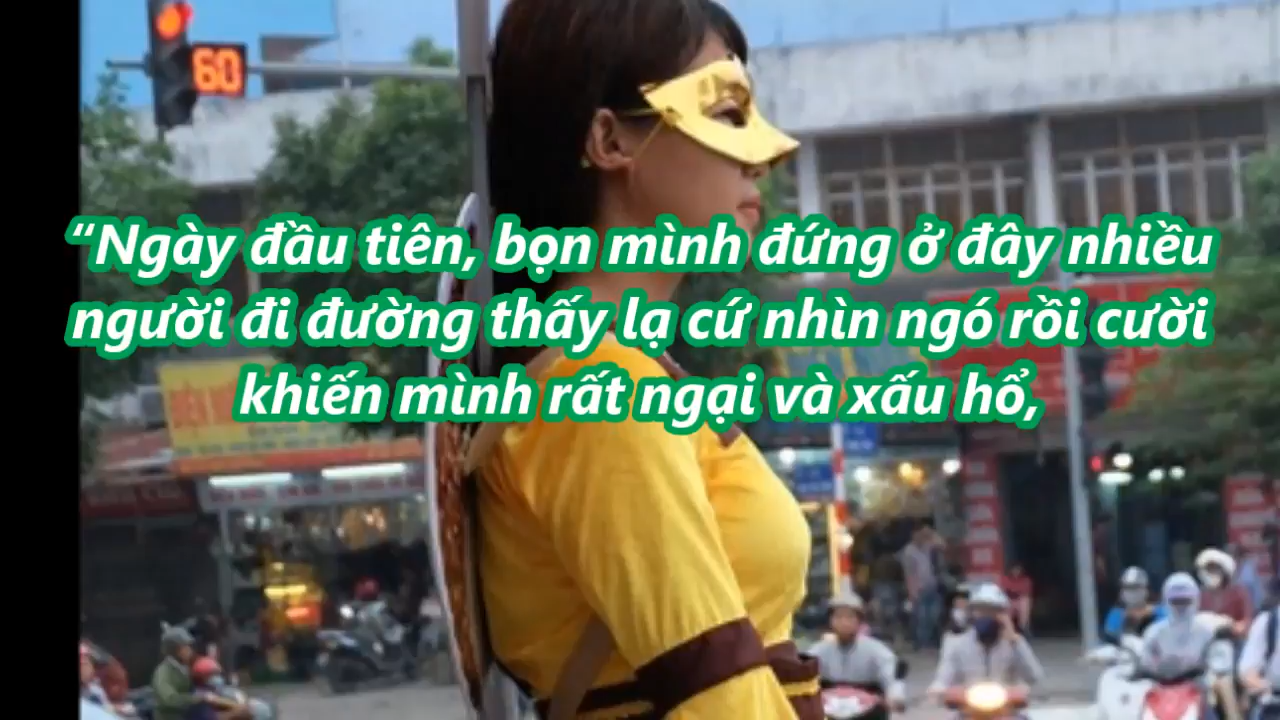 60
“Ngày đầu tiên, bọn mình đứng ở đây nhiều
người đi đường thấy lạ cứ nhìn ngó rồi cười
khiến mình rất ngại và xấu hổ,